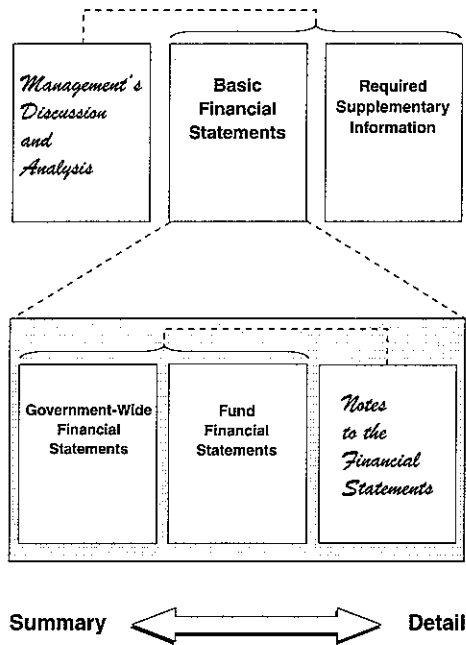 Management's
Discussion
and
Analysis
Basic
Financial
Statements
Required
Supplementary
Information
Government-Wide
Financial
Statements
Fund
Financial
Statements
Notes
to the
Financial
Statements
Summary
Detail